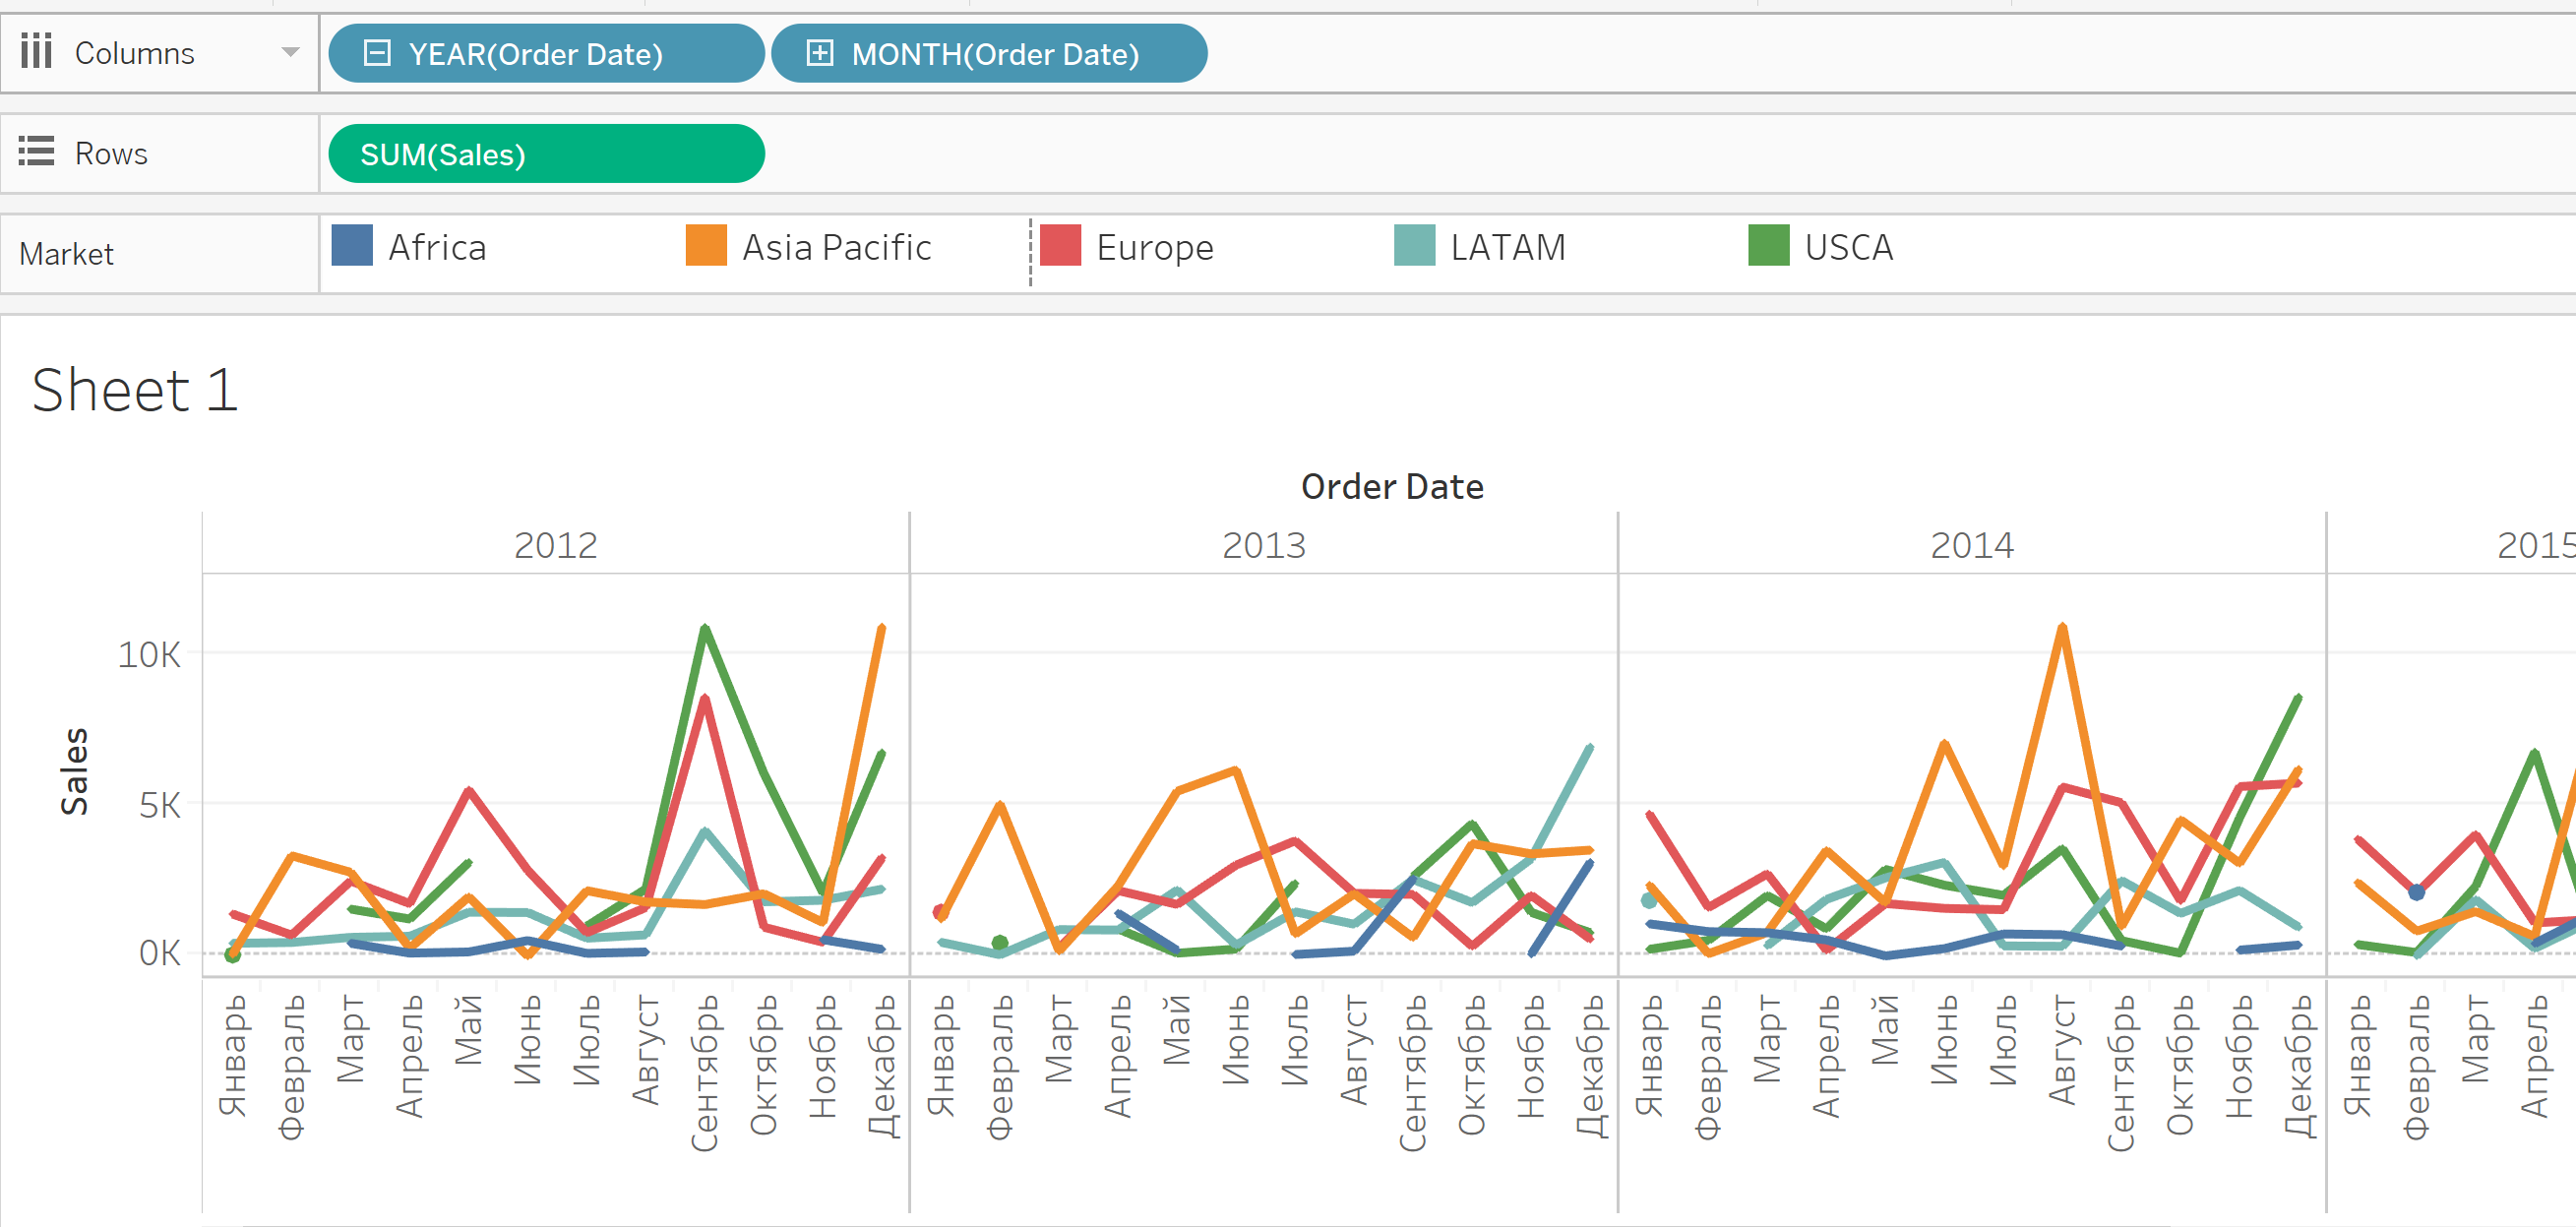 Columns YEAR(Order Date) MONTH(Order Date)
Rows SUM(Sales)
Market Africa Asia Pacific Europe LATAM USCA
Sheet 1
Order Date
2012 2013 2014 2015
10K
5K
0K
Sales
Январь Февраль Март Апрель Май Июнь Июль Август Сентябрь Октябрь Ноябрь Декабрь Январь Февраль Март Апрель Май Июнь Июль Август Сентябрь Октябрь Ноябрь Декабрь Январь Февраль Март Апрель Май Июнь Июль Август Сентябрь Октябрь Ноябрь Декабрь Январь Февраль Март Апрель